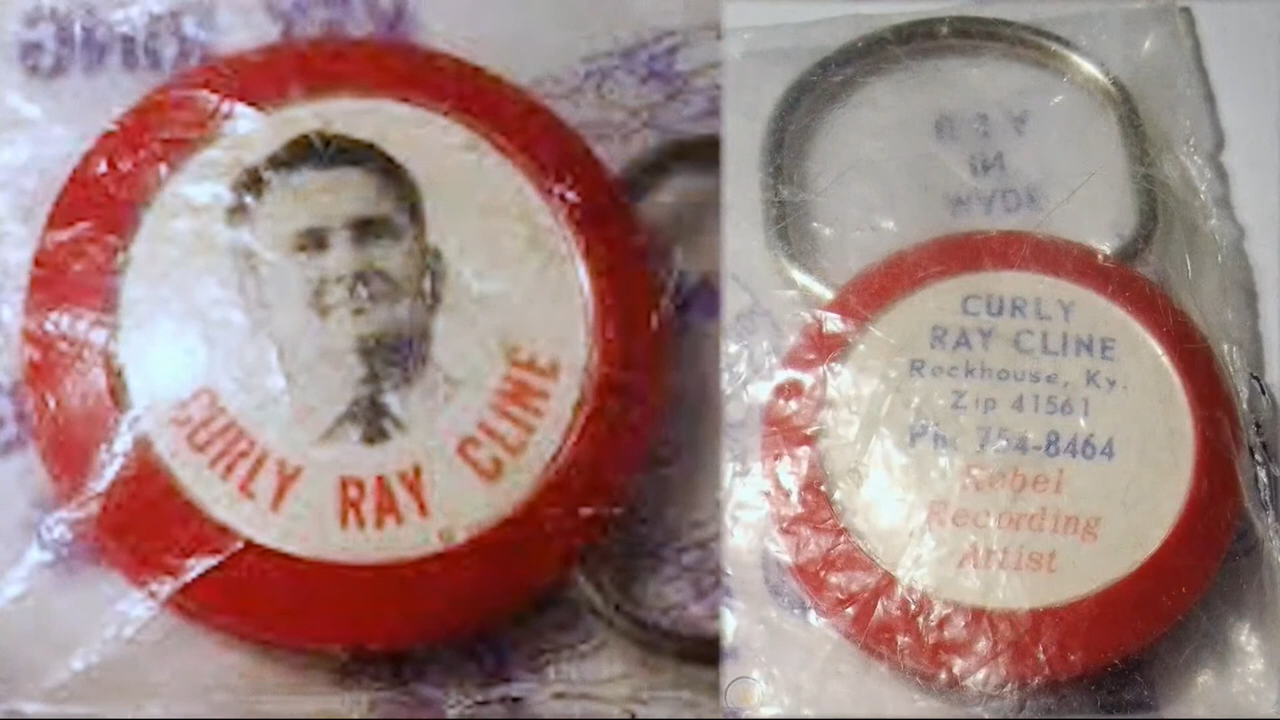 CURLY RAY CLINE
CURLY
RAY CLINE
Rockhouse, Ky.
Zip 41561
Ph. 754-8464
Rebel
Recording
Artist